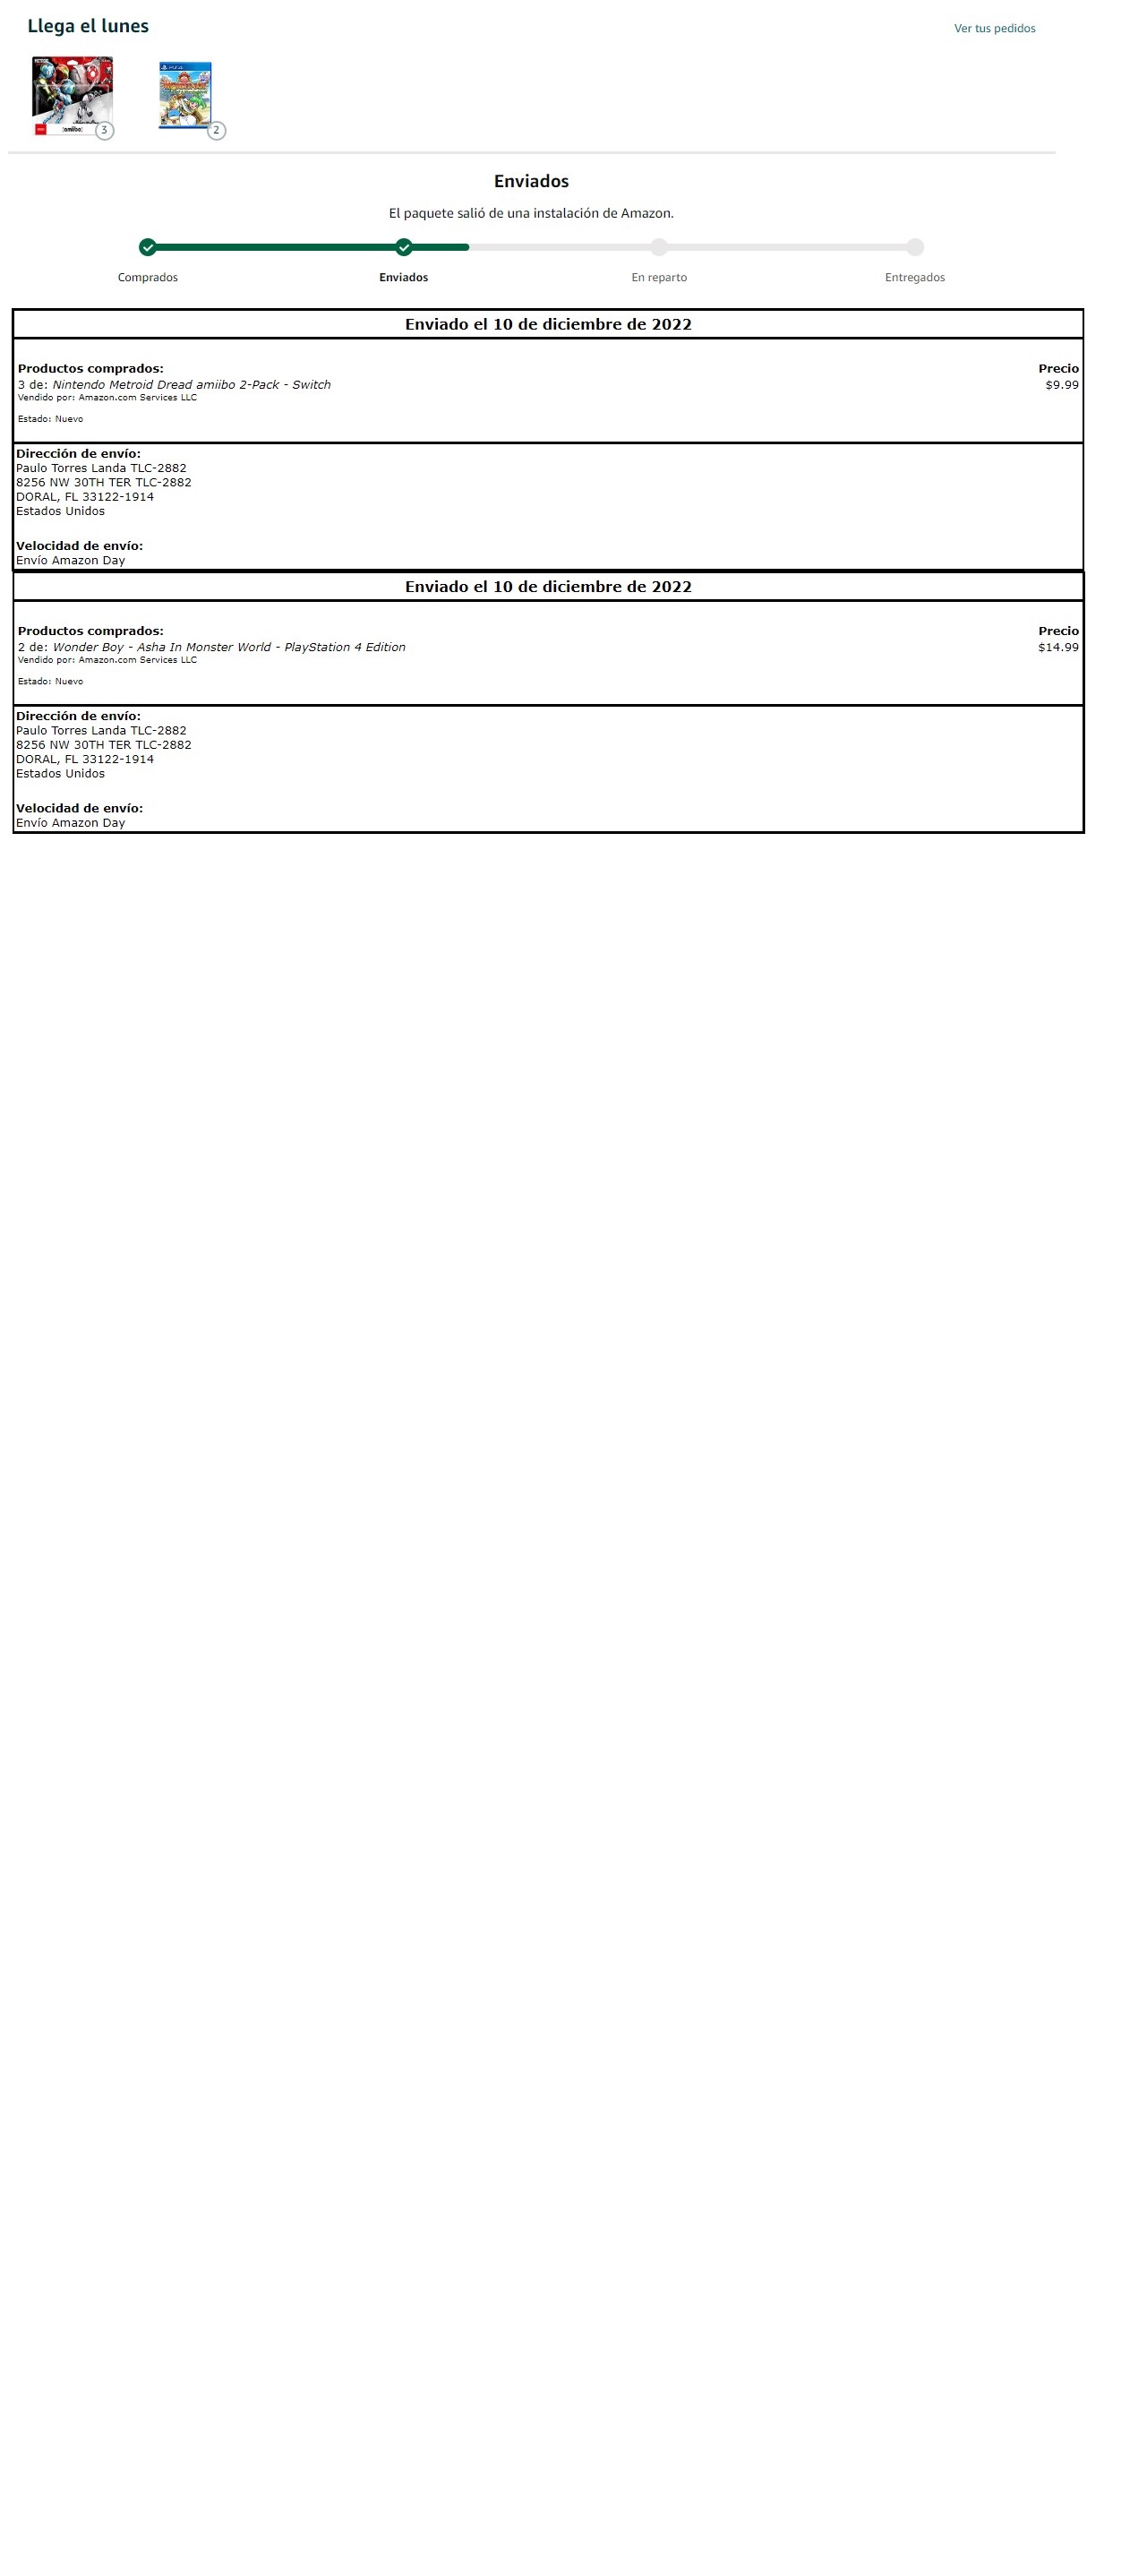 Llega el lunes
Ver tus pedidos
METROID
amiibo
3
PS4
2
Enviados
El paquete salió de una instalación de Amazon.
Comprados
Enviados
En reparto
Entregados
Enviado el 10 de diciembre de 2022
Productos comprados:
Precio
3 de: Nintendo Metroid Dread amiibo 2-Pack - Switch
$9.99
Vendido por: Amazon.com Services LLC
Estado: Nuevo
Dirección de envío:
Paulo Torres Landa TLC-2882
8256 NW 30TH TER TLC-2882
DORAL, FL 33122-1914
Estados Unidos
Velocidad de envío:
Envío Amazon Day
Enviado el 10 de diciembre de 2022
Productos comprados:
Precio
2 de: Wonder Boy - Asha In Monster World - PlayStation 4 Edition
$14.99
Vendido por: Amazon.com Services LLC
Estado: Nuevo
Dirección de envío:
Paulo Torres Landa TLC-2882
8256 NW 30TH TER TLC-2882
DORAL, FL 33122-1914
Estados Unidos
Velocidad de envío:
Envío Amazon Day